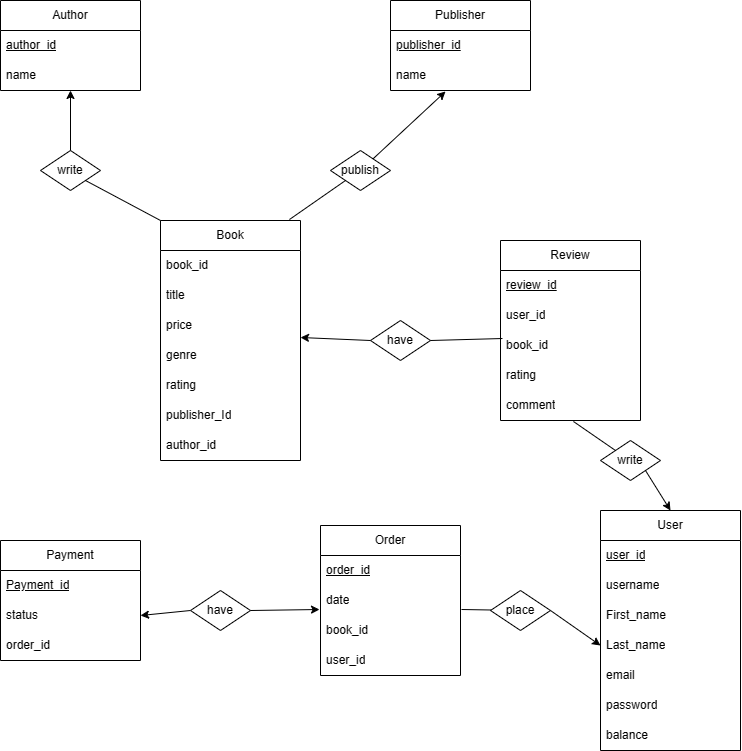 Author
author_id
name
Publisher
publisher_id
name
write
publish
Book
book_id
title
price
genre
rating
publisher_Id
author_id
have
Review
review_id
user_id
book_id
rating
comment
write
Payment
Payment_id
status
order_id
have
Order
order_id
date
book_id
user_id
place
User
user_id
username
First_name
Last_name
email
password
balance